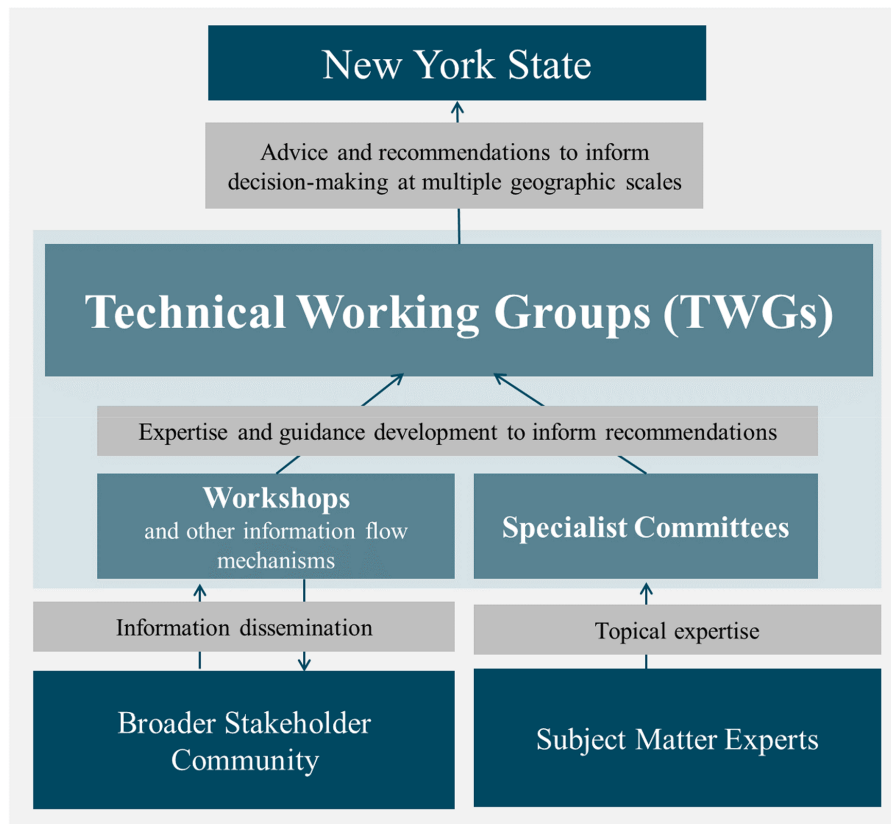 New York State
Advice and recommendations to inform
decision-making at multiple geographic scales
Technical Working Groups (TWGs)
Expertise and guidance development to inform recommendations
Workshops
and other information flow
mechanisms
Specialist Committees
Information dissemination
Topical expertise
Broader Stakeholder
Community
Subject Matter Experts